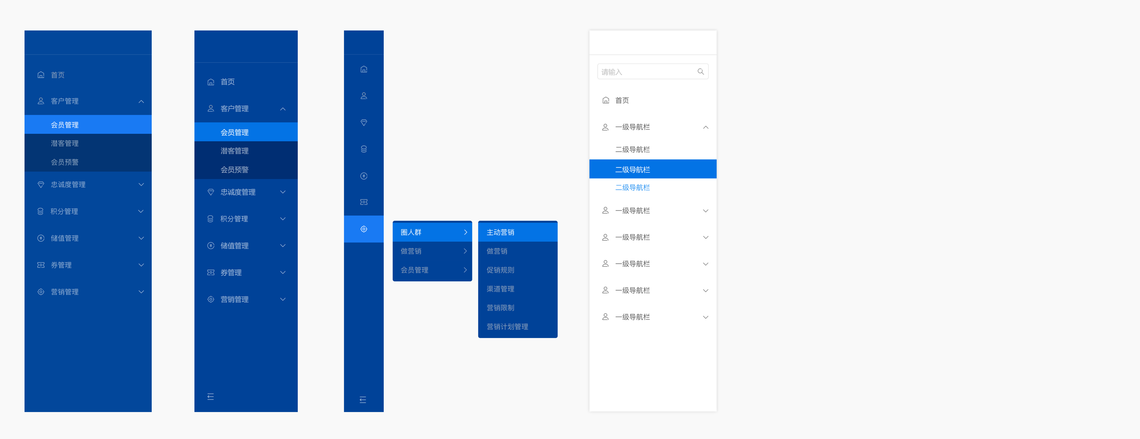 首页
客户管理
会员管理
潜客管理
会员预警
忠诚度管理
积分管理
储值管理
券管理
营销管理
首页
客户管理
会员管理
潜客管理
会员预警
忠诚度管理
积分管理
储值管理
券管理
营销管理
圈人群
做营销
会员管理
主动营销
做营销
促销规则
渠道管理
营销限制
营销计划管理
请输入
首页
一级导航栏
二级导航栏
二级导航栏
二级导航栏
一级导航栏
一级导航栏
一级导航栏
一级导航栏
一级导航栏